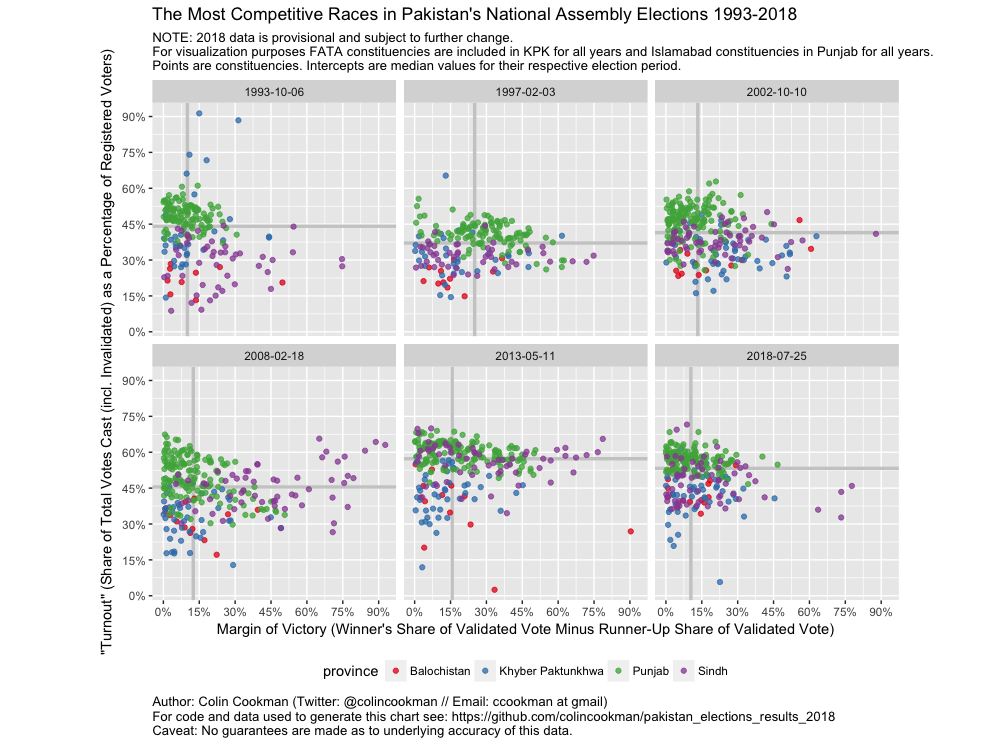 The Most Competitive Races in Pakistan's National Assembly Elections 1993-2018
NOTE: 2018 data is provisional and subject to further change.
For visualization purposes FATA constituencies are included in KPK for all years and Islamabad constituencies in Punjab for all years.
Points are constituencies. Intercepts are median values for their respective election period.
"Turnout" (Share of Total Votes Cast (incl. Invalidated) as a Percentage of Registered Voters)
1993-10-06 1997-02-03 2002-10-10
90%
75%
60%
45%
30%
15%
0%
2008-02-18 2013-05-11 2018-07-25
90%
75%
60%
45%
30%
15%
0%
0% 15% 30% 45% 60% 75% 90% 0% 15% 30% 45% 60% 75% 90% 0% 15% 30% 45% 60% 75% 90%
Margin of Victory (Winner's Share of Validated Vote Minus Runner-Up Share of Validated Vote)
province Balochistan Khyber Paktunkhwa Punjab Sindh
Author: Colin Cookman (Twitter: @colincookman // Email: ccookman at gmail)
For code and data used to generate this chart see: https://github.com/colincookman/pakistan_elections_results_2018
Caveat: No guarantees are made as to underlying accuracy of this data.